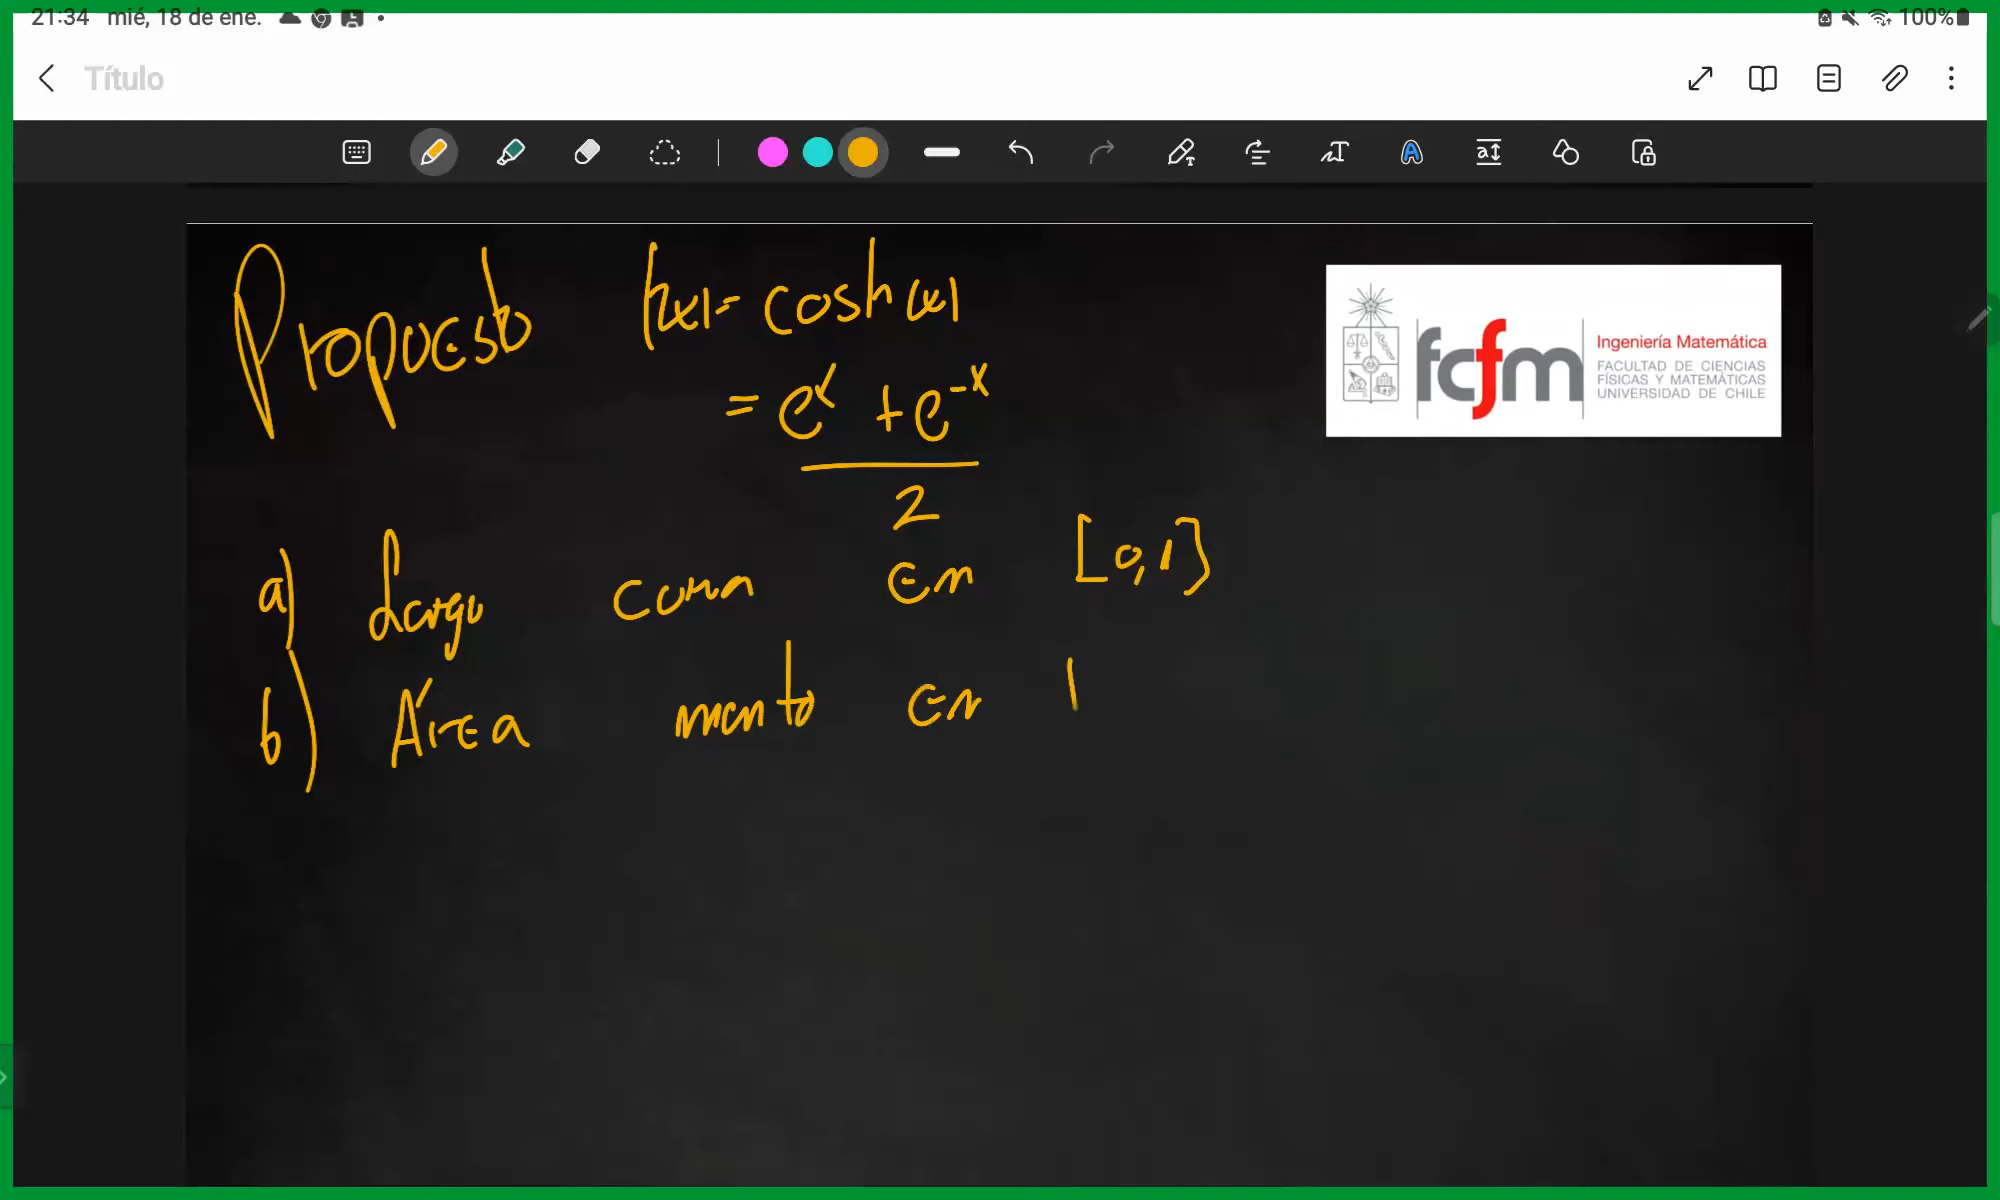 21:34 mié, 18 de ene.
100%
Título
Propuesto f(x) = cosh(x)
= e^x + e^-x
2
a) Largo curva en [0,1]
b) Área manto en
fcfm
Ingeniería Matemática
FACULTAD DE CIENCIAS
FÍSICAS Y MATEMÁTICAS
UNIVERSIDAD DE CHILE